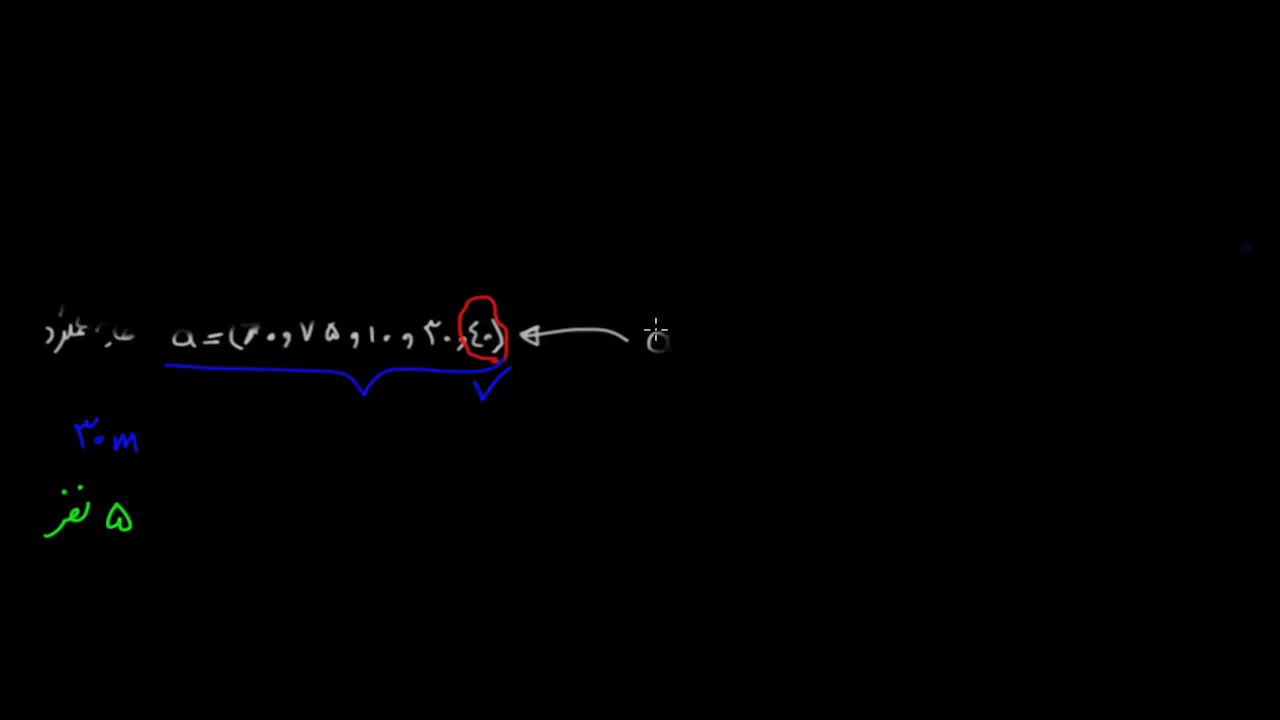 a = (۲۰, ۷۵, ۱۰, ۳۰, ۴۰)
۳۰m
۵ نفر